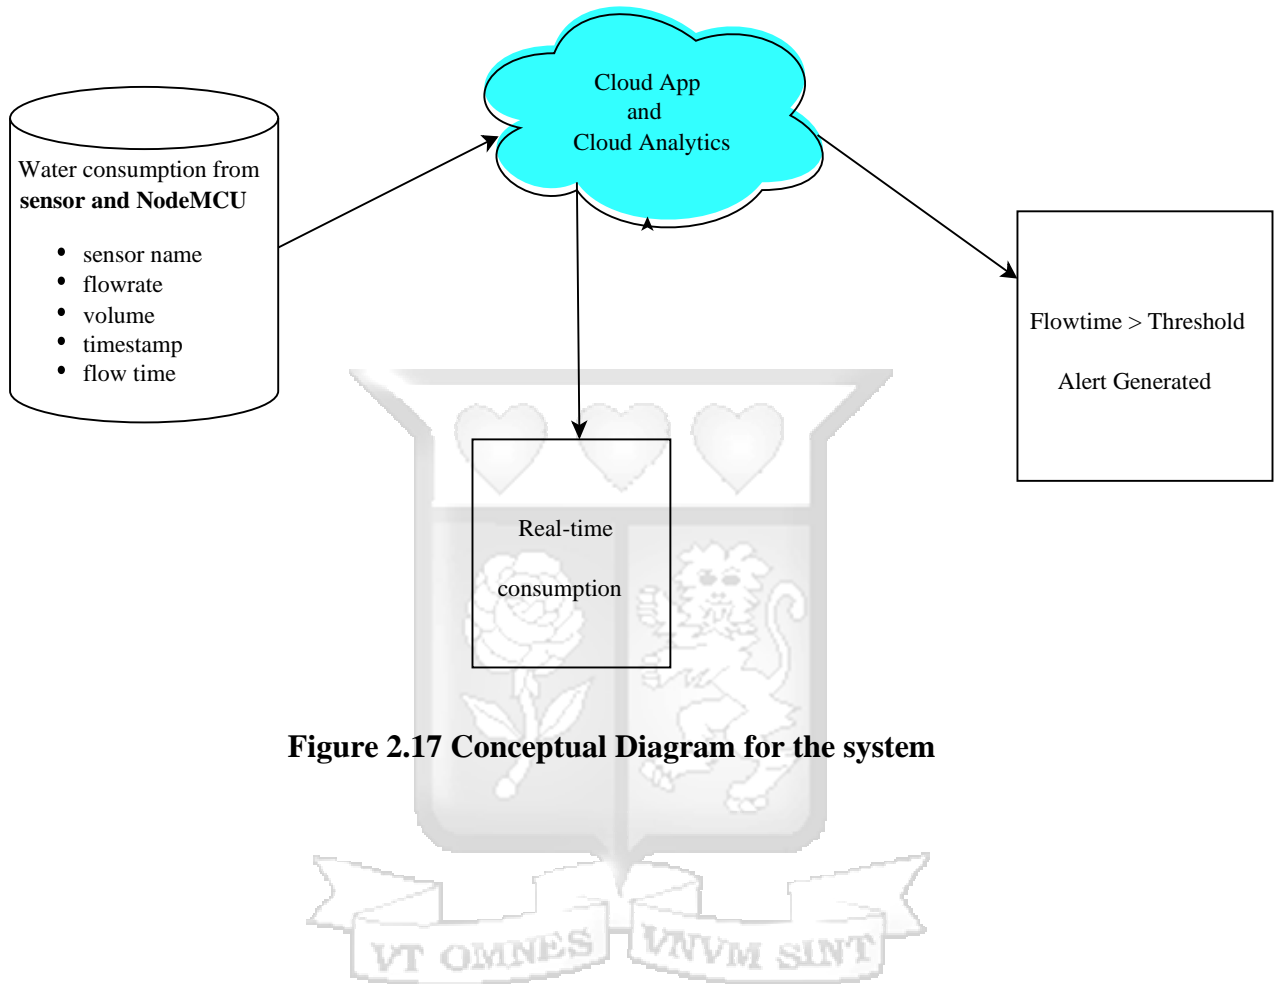 Cloud App
and
Cloud Analytics
Water consumption from
sensor and NodeMCU
• sensor name
• flowrate
• volume
• timestamp
• flow time
Flowtime > Threshold
Alert Generated
Real-time
consumption
Figure 2.17 Conceptual Diagram for the system
VT OMNES VNVM SINT